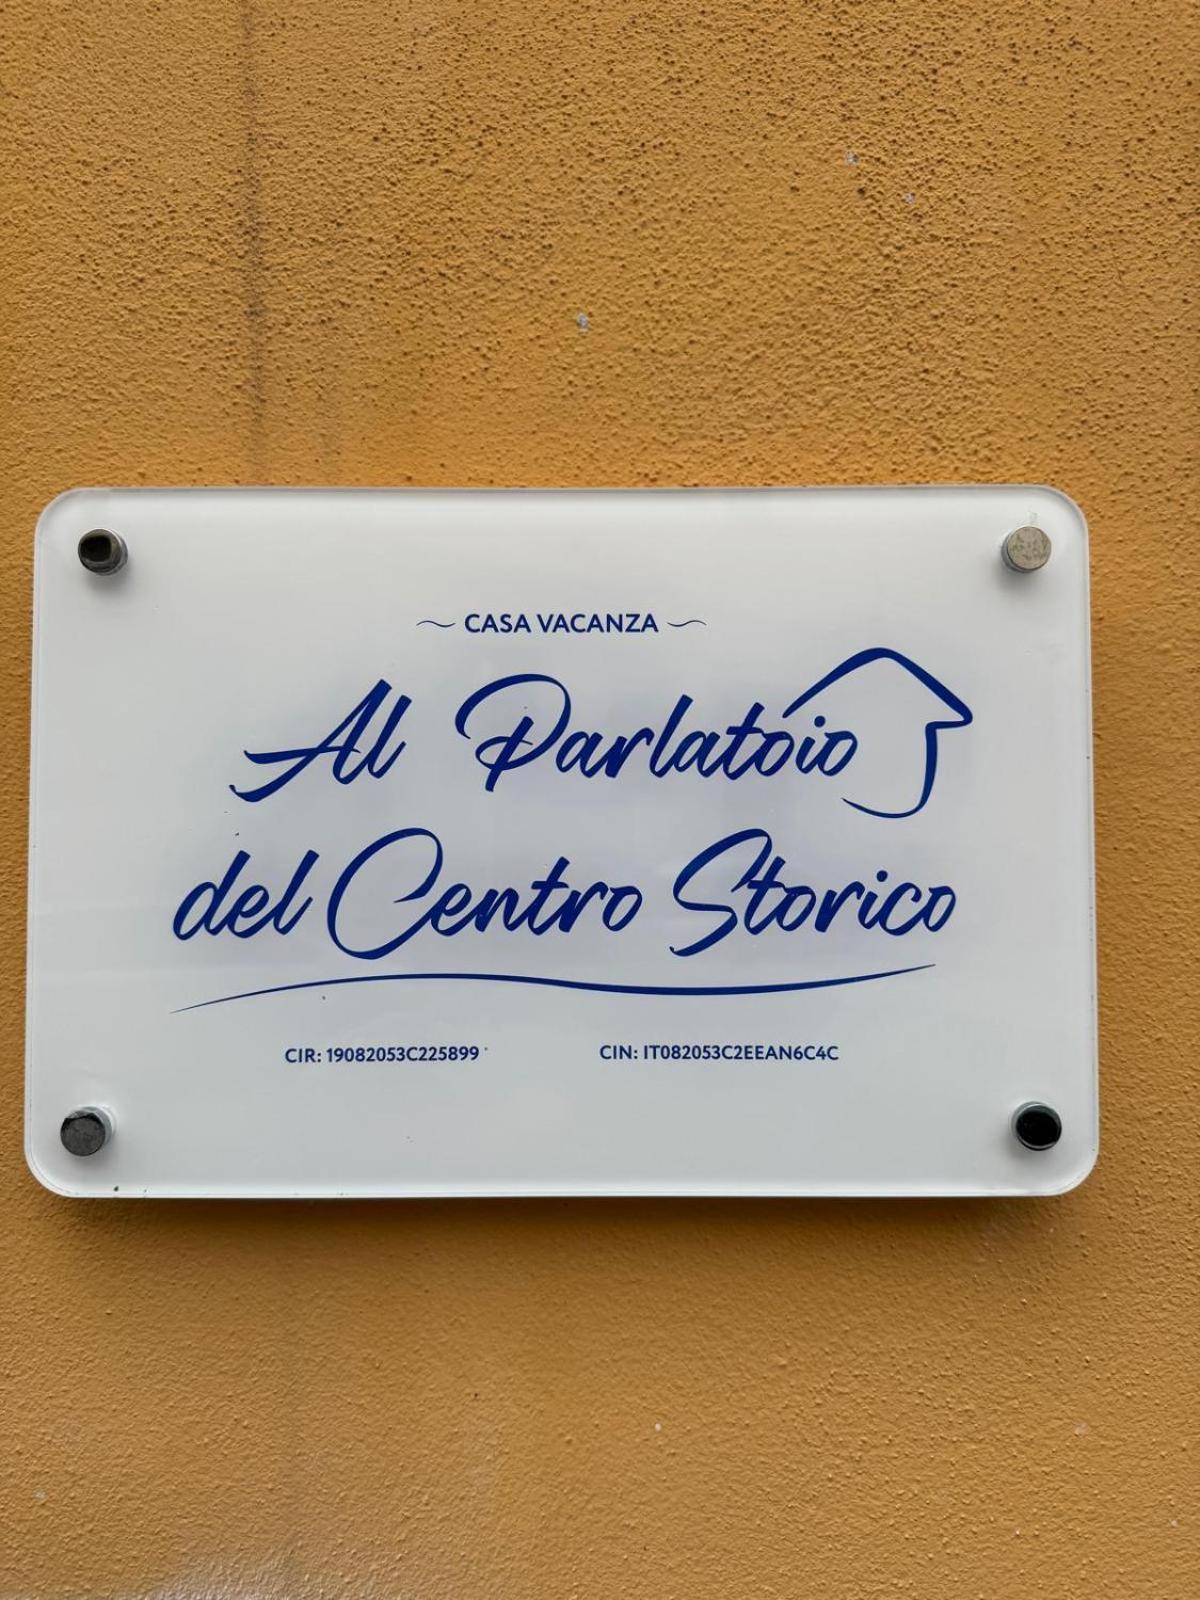 ~ CASA VACANZA ~
Al Parlatoio
del Centro Storico
CIR: 19082053C225899 CIN: IT082053C2EEAN6C4C